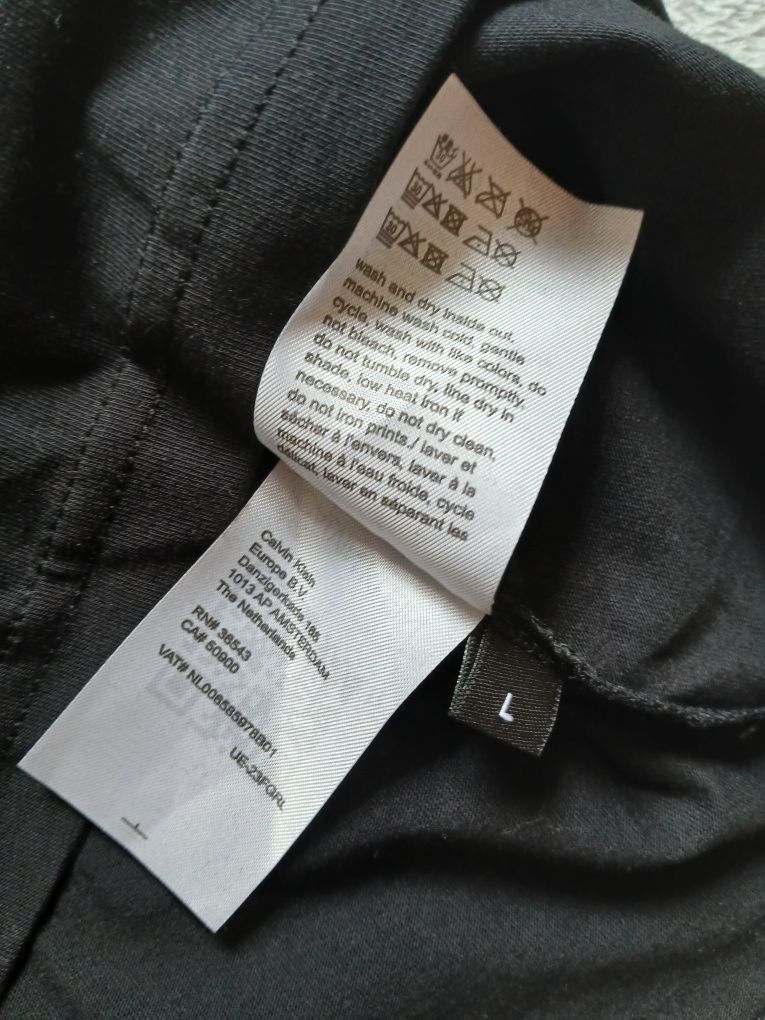 wash and dry inside out,
machine wash cold, gentle
cycle, wash with like colors, do
not bleach, remove promptly,
do not tumble dry, line dry in
shade, low heat iron if
necessary, do not dry clean,
do not iron prints./ laver et
sécher à l'envers, laver à la
machine à l'eau froide, cycle
délicat, laver en séparant les
Calvin Klein
Europe B.V.
Danzigerkade 165
1013 AP AMSTERDAM
The Netherlands
RN# 36543
CA# 50900
VAT# NL006585978B01
UE-23FQRL
L